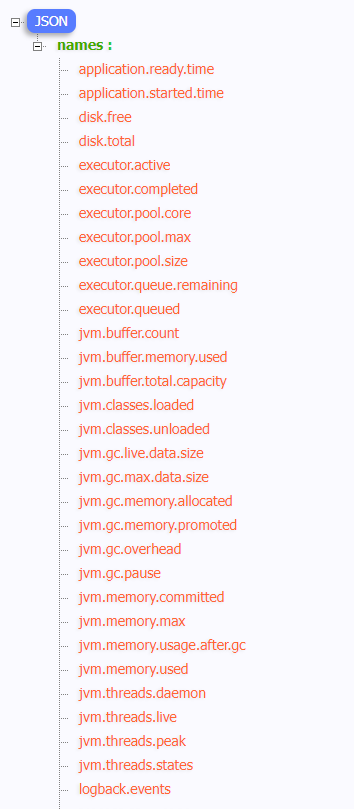 JSON
names :
application.ready.time
application.started.time
disk.free
disk.total
executor.active
executor.completed
executor.pool.core
executor.pool.max
executor.pool.size
executor.queue.remaining
executor.queued
jvm.buffer.count
jvm.buffer.memory.used
jvm.buffer.total.capacity
jvm.classes.loaded
jvm.classes.unloaded
jvm.gc.live.data.size
jvm.gc.max.data.size
jvm.gc.memory.allocated
jvm.gc.memory.promoted
jvm.gc.overhead
jvm.gc.pause
jvm.memory.committed
jvm.memory.max
jvm.memory.usage.after.gc
jvm.memory.used
jvm.threads.daemon
jvm.threads.live
jvm.threads.peak
jvm.threads.states
logback.events